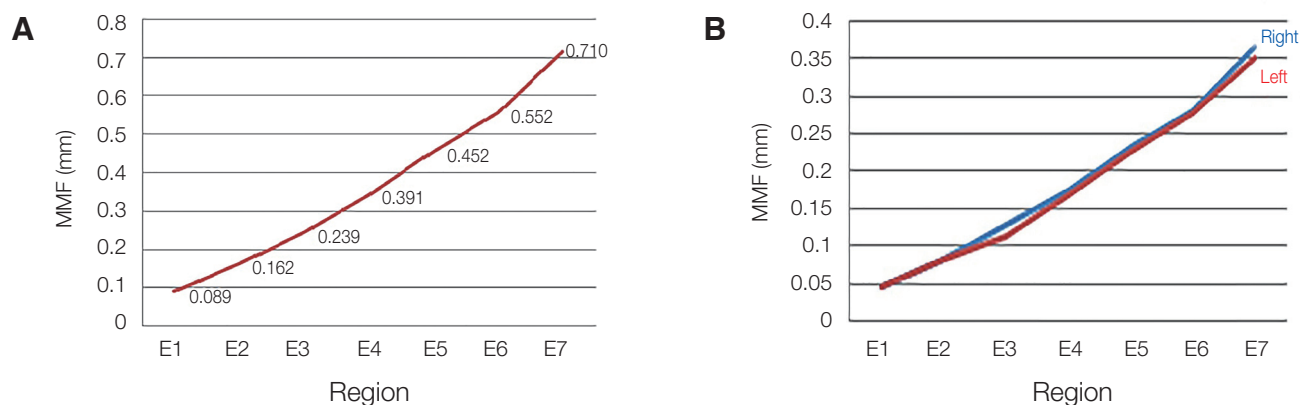 A
MMF (mm)
0.8
0.7
0.6
0.5
0.4
0.3
0.2
0.1
0
0.710
0.552
0.452
0.391
0.239
0.162
0.089
E1 E2 E3 E4 E5 E6 E7
Region
B
MMF (mm)
0.4
0.35
0.3
0.25
0.2
0.15
0.1
0.05
0
Right
Left
E1 E2 E3 E4 E5 E6 E7
Region